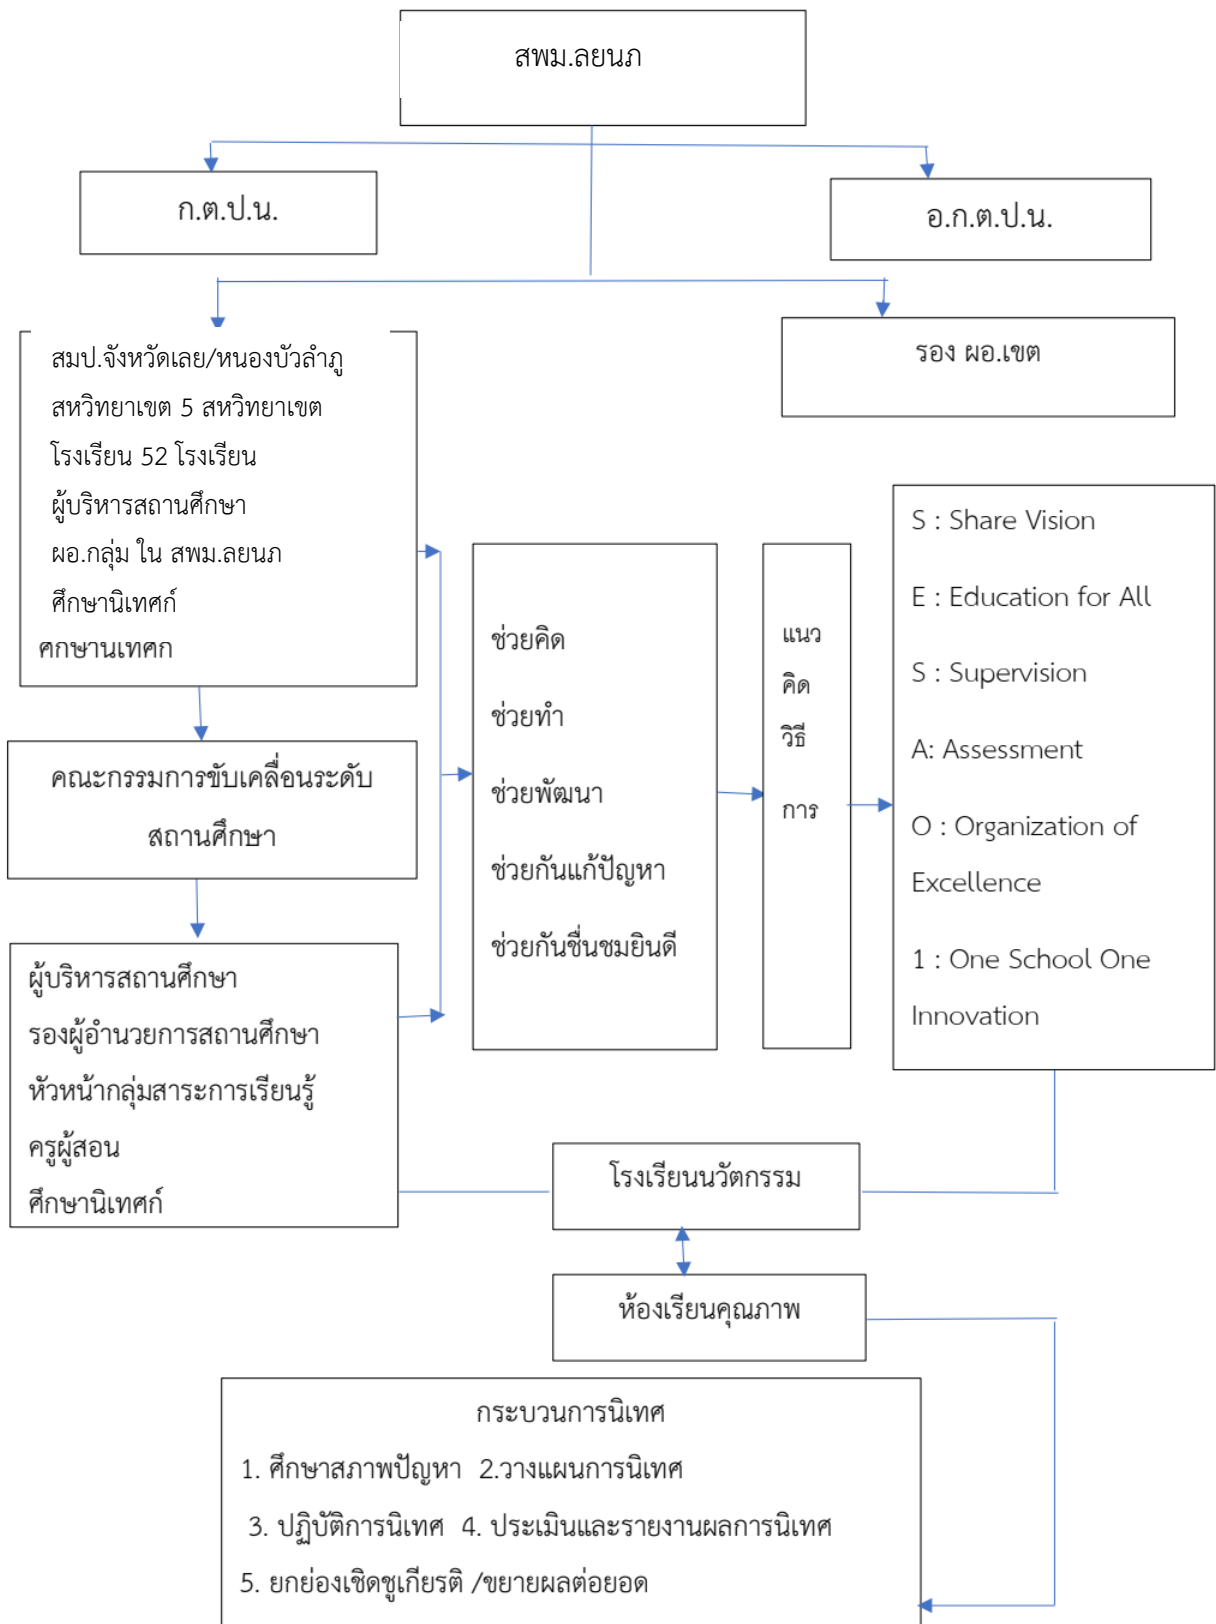 สพม.ลยนภ
ก.ต.ป.น.
อ.ก.ต.ป.น.
สมป.จังหวัดเลย/หนองบัวลำภู
สหวิทยาเขต 5 สหวิทยาเขต
โรงเรียน 52 โรงเรียน
ผู้บริหารสถานศึกษา
ผอ.กลุ่ม ใน สพม.ลยนภ
ศึกษานิเทศก์
ศกษานเทศก
รอง ผอ.เขต
คณะกรรมการขับเคลื่อนระดับ
สถานศึกษา
ผู้บริหารสถานศึกษา
รองผู้อำนวยการสถานศึกษา
หัวหน้ากลุ่มสาระการเรียนรู้
ครูผู้สอน
ศึกษานิเทศก์
ช่วยคิด
ช่วยทำ
ช่วยพัฒนา
ช่วยกันแก้ปัญหา
ช่วยกันชื่นชมยินดี
แนว
คิด
วิธี
การ
S : Share Vision
E : Education for All
S : Supervision
A: Assessment
O : Organization of
Excellence
1 : One School One
Innovation
โรงเรียนนวัตกรรม
ห้องเรียนคุณภาพ
กระบวนการนิเทศ
1. ศึกษาสภาพปัญหา 2.วางแผนการนิเทศ
3. ปฏิบัติการนิเทศ 4. ประเมินและรายงานผลการนิเทศ
5. ยกย่องเชิดชูเกียรติ /ขยายผลต่อยอด